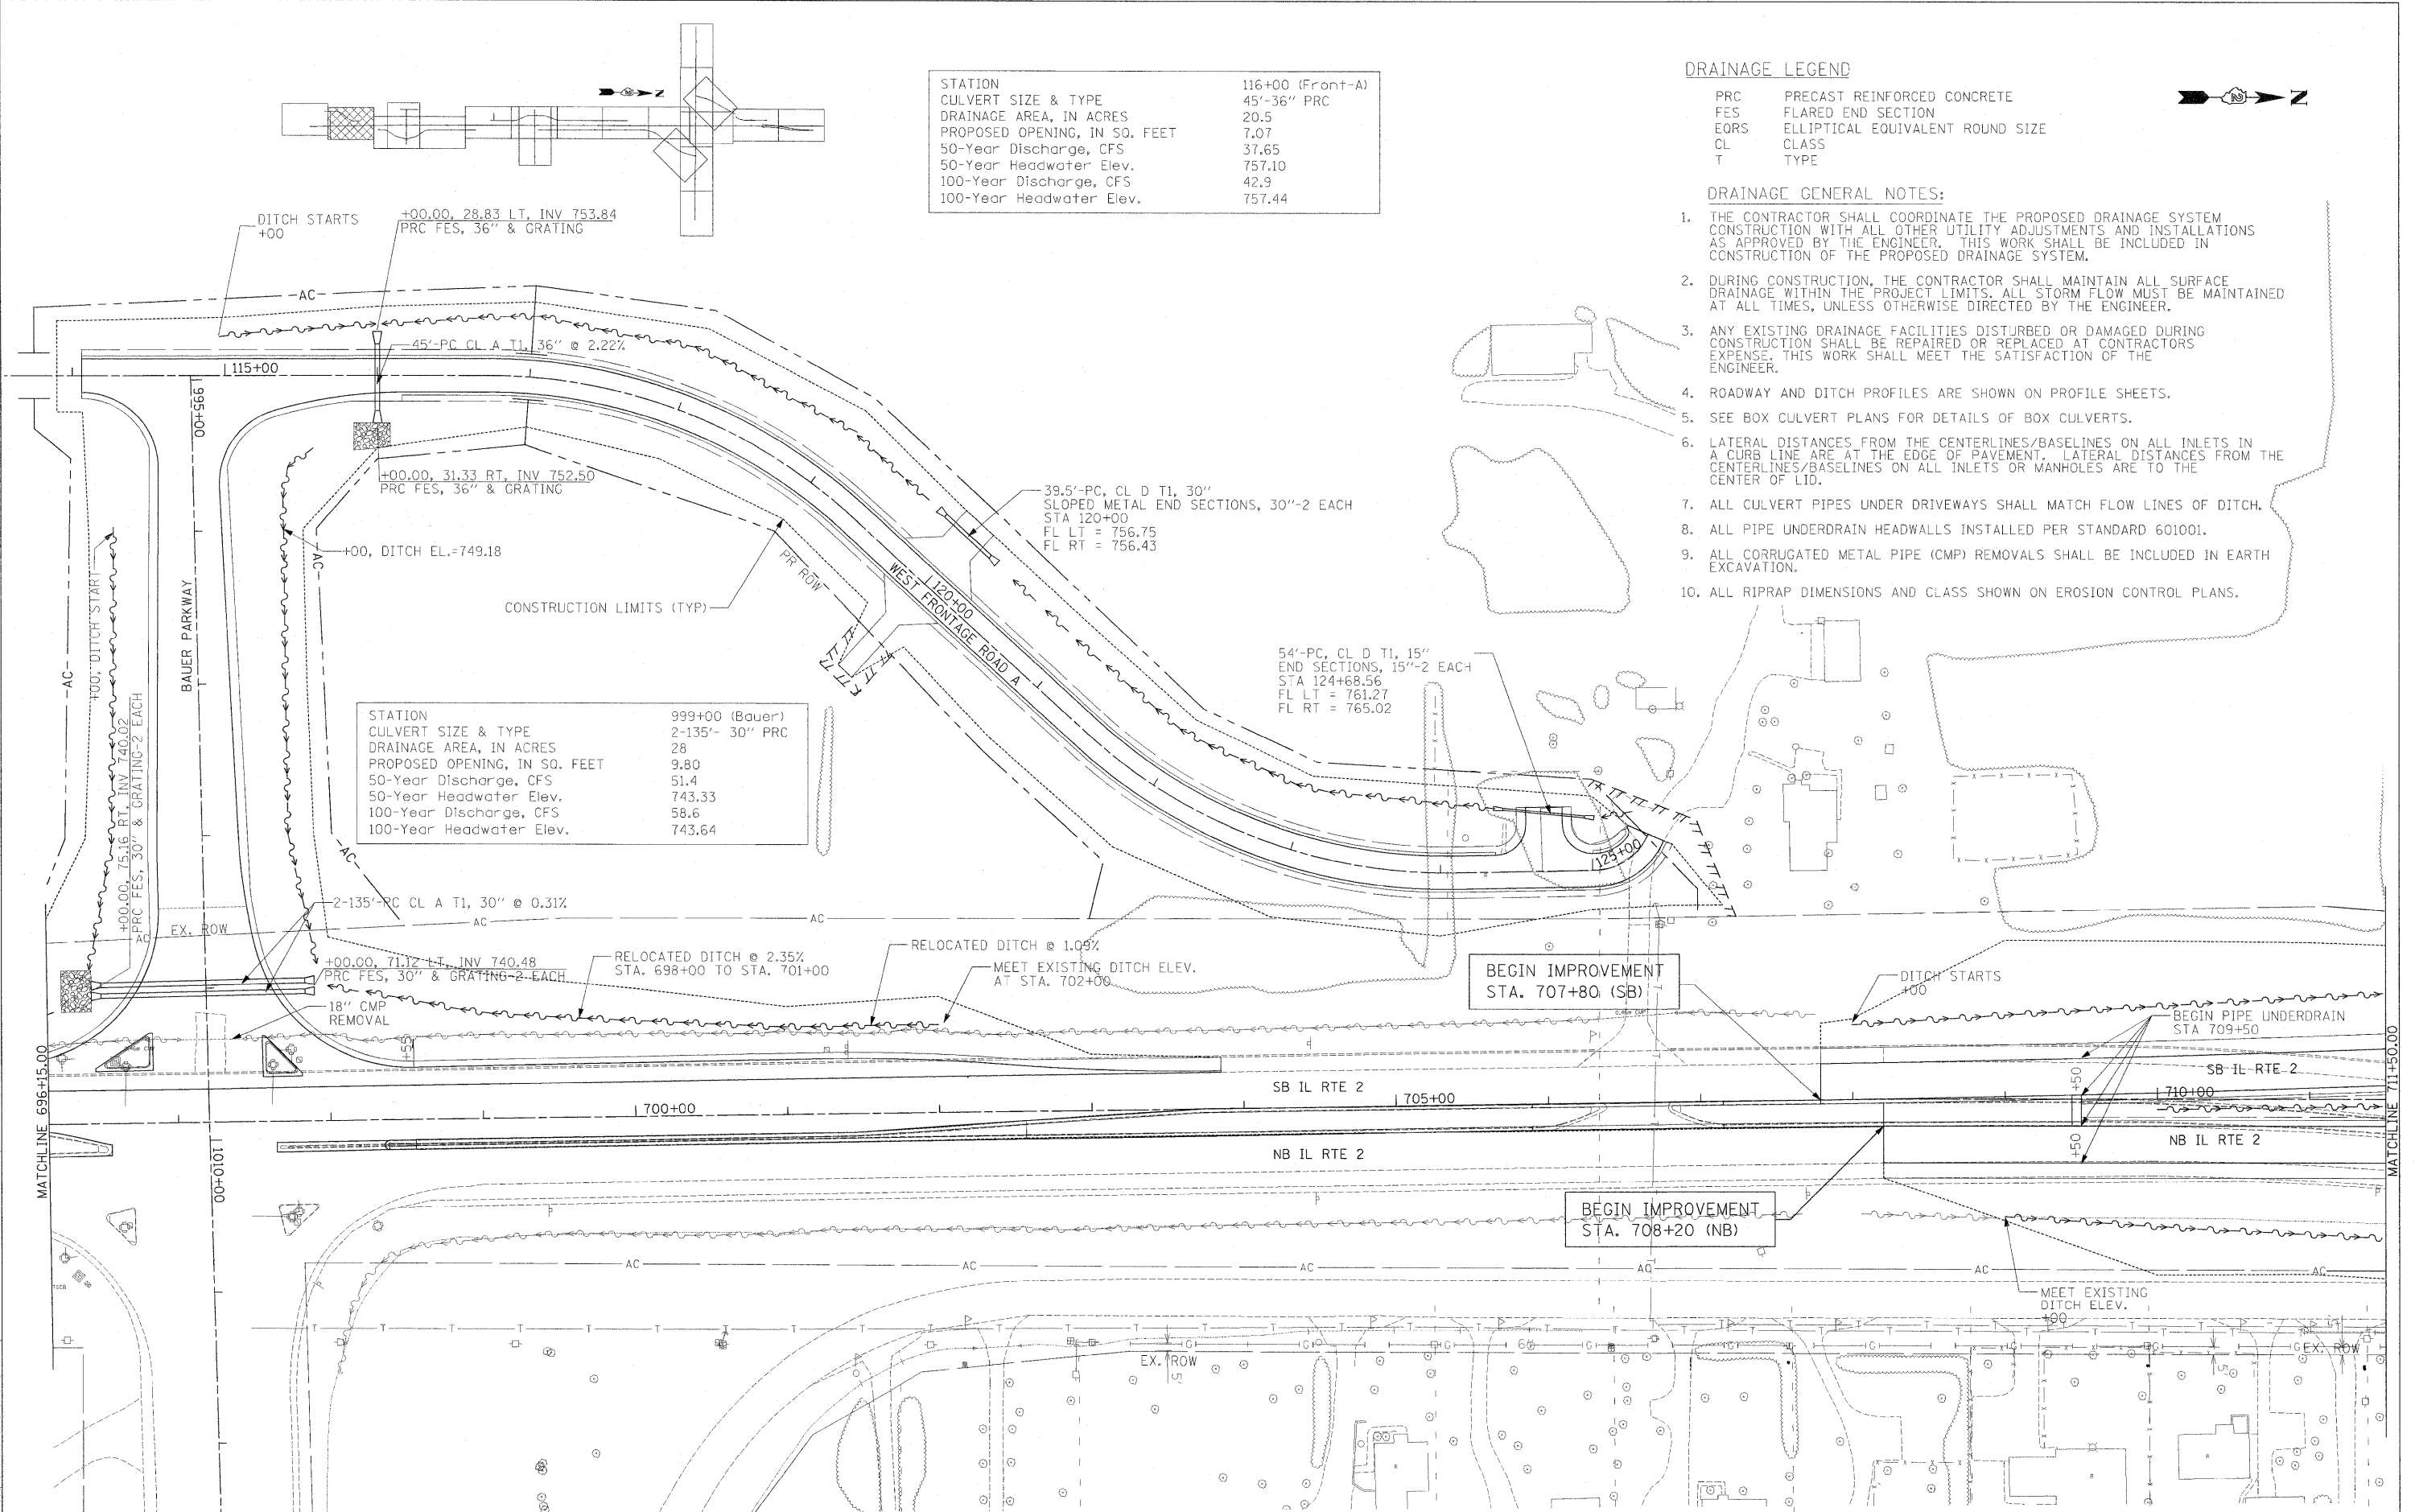 N
STATION 116+00 (Front-A)
CULVERT SIZE & TYPE 45'-36" PRC
DRAINAGE AREA, IN ACRES 20.5
PROPOSED OPENING, IN SQ. FEET 7.07
50-Year Discharge, CFS 37.65
50-Year Headwater Elev. 757.10
100-Year Discharge, CFS 42.9
100-Year Headwater Elev. 757.44
DRAINAGE LEGEND
PRC PRECAST REINFORCED CONCRETE
FES FLARED END SECTION
EQRS ELLIPTICAL EQUIVALENT ROUND SIZE
CL CLASS
T TYPE
N
DRAINAGE GENERAL NOTES:
1. THE CONTRACTOR SHALL COORDINATE THE PROPOSED DRAINAGE SYSTEM
CONSTRUCTION WITH ALL OTHER UTILITY ADJUSTMENTS AND INSTALLATIONS
AS APPROVED BY THE ENGINEER. THIS WORK SHALL BE INCLUDED IN
CONSTRUCTION OF THE PROPOSED DRAINAGE SYSTEM.
2. DURING CONSTRUCTION, THE CONTRACTOR SHALL MAINTAIN ALL SURFACE
DRAINAGE WITHIN THE PROJECT LIMITS. ALL STORM FLOW MUST BE MAINTAINED
AT ALL TIMES, UNLESS OTHERWISE DIRECTED BY THE ENGINEER.
3. ANY EXISTING DRAINAGE FACILITIES DISTURBED OR DAMAGED DURING
CONSTRUCTION SHALL BE REPAIRED OR REPLACED AT CONTRACTORS
EXPENSE. THIS WORK SHALL MEET THE SATISFACTION OF THE
ENGINEER.
4. ROADWAY AND DITCH PROFILES ARE SHOWN ON PROFILE SHEETS.
5. SEE BOX CULVERT PLANS FOR DETAILS OF BOX CULVERTS.
6. LATERAL DISTANCES FROM THE CENTERLINES/BASELINES ON ALL INLETS IN
A CURB LINE ARE AT THE EDGE OF PAVEMENT. LATERAL DISTANCES FROM THE
CENTERLINES/BASELINES ON ALL INLETS OR MANHOLES ARE TO THE
CENTER OF LID.
7. ALL CULVERT PIPES UNDER DRIVEWAYS SHALL MATCH FLOW LINES OF DITCH.
8. ALL PIPE UNDERDRAIN HEADWALLS INSTALLED PER STANDARD 601001.
9. ALL CORRUGATED METAL PIPE (CMP) REMOVALS SHALL BE INCLUDED IN EARTH
EXCAVATION.
10. ALL RIPRAP DIMENSIONS AND CLASS SHOWN ON EROSION CONTROL PLANS.
DITCH STARTS
+00
+00.00, 28.83 LT, INV 753.84
PRC FES, 36" & GRATING
AC
45'-PC CL A T1, 36" @ 2.22%
115+00
995+00
+00.00, 31.33 RT, INV 752.50
PRC FES, 36" & GRATING
39.5'-PC, CL D T1, 30"
SLOPED METAL END SECTIONS, 30"-2 EACH
STA 120+00
FL LT = 756.75
FL RT = 756.43
+00, DITCH EL.=749.18
AC
PR ROW
CONSTRUCTION LIMITS (TYP)
120+00
WEST FRONTAGE ROAD A
+00, DITCH START
BAUER PARKWAY
AC
54'-PC, CL D T1, 15"
END SECTIONS, 15"-2 EACH
STA 124+68.56
FL LT = 761.27
FL RT = 765.02
STATION 999+00 (Bauer)
CULVERT SIZE & TYPE 2-135'- 30" PRC
DRAINAGE AREA, IN ACRES 28
PROPOSED OPENING, IN SQ. FEET 9.80
50-Year Discharge, CFS 51.4
50-Year Headwater Elev. 743.33
100-Year Discharge, CFS 58.6
100-Year Headwater Elev. 743.64
+00.00, 75.16 RT, INV 740.02
PRC FES, 30" & GRATING-2 EACH
AC
125+00
2-135'-PC CL A T1, 30" @ 0.31%
AC
AC
AC
EX. ROW
+00.00, 71.12 LT, INV 740.48
PRC FES, 30" & GRATING-2 EACH
RELOCATED DITCH @ 2.35%
STA. 698+00 TO STA. 701+00
RELOCATED DITCH @ 1.09%
MEET EXISTING DITCH ELEV.
AT STA. 702+00
BEGIN IMPROVEMENT
STA. 707+80 (SB)
DITCH STARTS
+00
18" CMP
REMOVAL
+55
BEGIN PIPE UNDERDRAIN
STA 709+50
MATCHLINE 696+15.00
MATCHLINE 711+50.00
SB IL RTE 2
SB IL RTE 2
700+00
705+00
710+00
+50
+50
NB IL RTE 2
NB IL RTE 2
1010+00
BEGIN IMPROVEMENT
STA. 708+20 (NB)
AC
AC
AC
AC
AC
AC
MEET EXISTING
DITCH ELEV.
+00
EX. ROW
5'
EX. ROW
5'